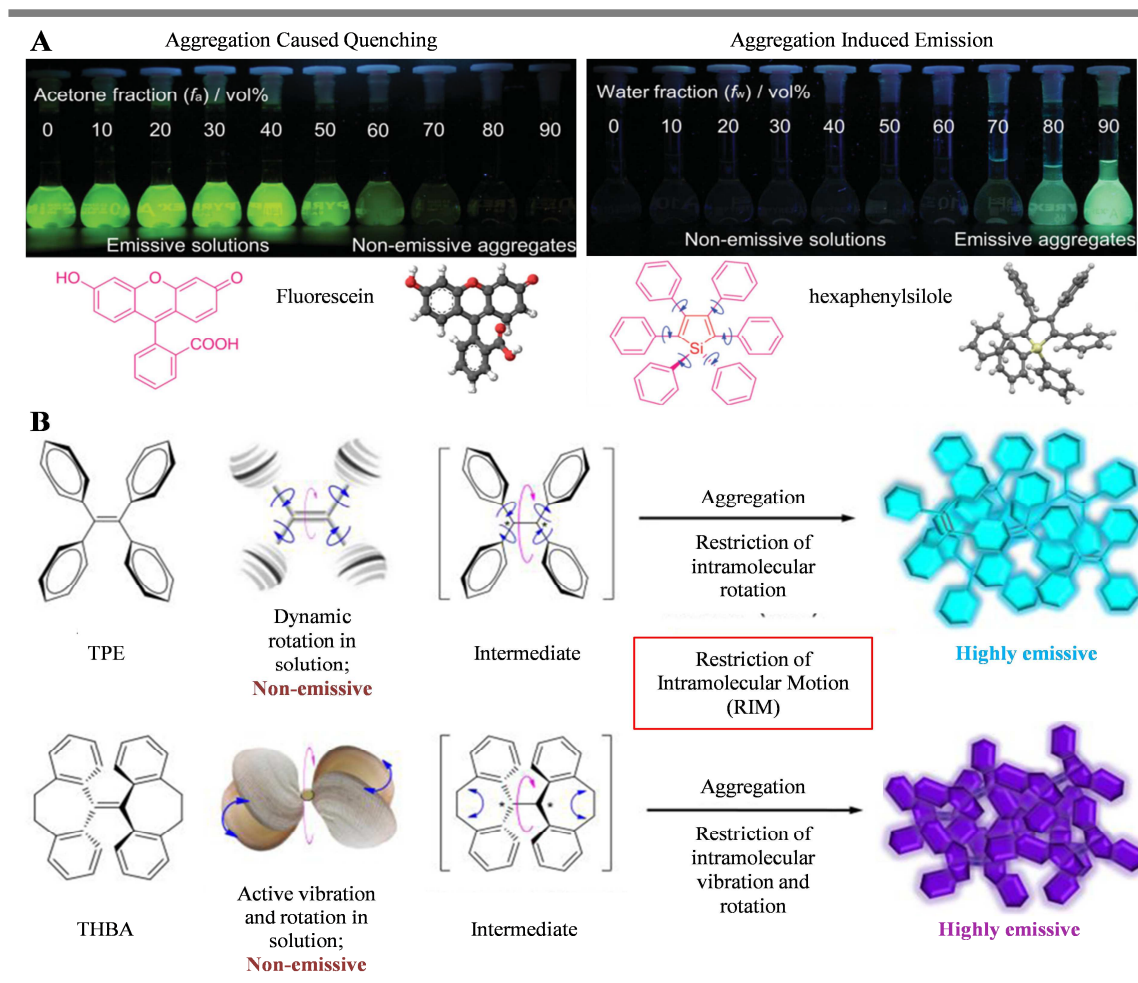 A
Aggregation Caused Quenching
Aggregation Induced Emission
Acetone fraction (fa) / vol%
0 10 20 30 40 50 60 70 80 90
Emissive solutions
Non-emissive aggregates
Water fraction (fw) / vol%
0 10 20 30 40 50 60 70 80 90
Non-emissive solutions
Emissive aggregates
HO
O
O
COOH
Fluorescein
Si
hexaphenylsilole
B
TPE
Dynamic
rotation in
solution;
Non-emissive
*
*
Intermediate
Aggregation
Restriction of
intramolecular
rotation
Highly emissive
Restriction of
Intramolecular Motion
(RIM)
THBA
Active vibration
and rotation in
solution;
Non-emissive
*
*
Intermediate
Aggregation
Restriction of
intramolecular
vibration and
rotation
Highly emissive